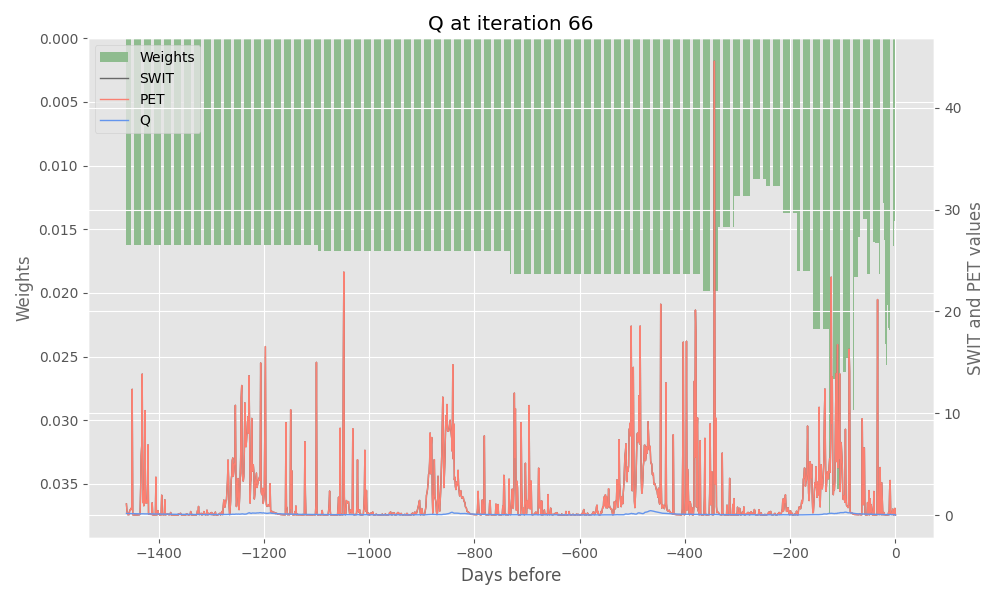 Q at iteration 66
Weights
SWIT
PET
Q
0.000
0.005
0.010
0.015
0.020
0.025
0.030
0.035
Weights
40
30
20
10
0
SWIT and PET values
−1400
−1200
−1000
−800
−600
−400
−200
0
Days before